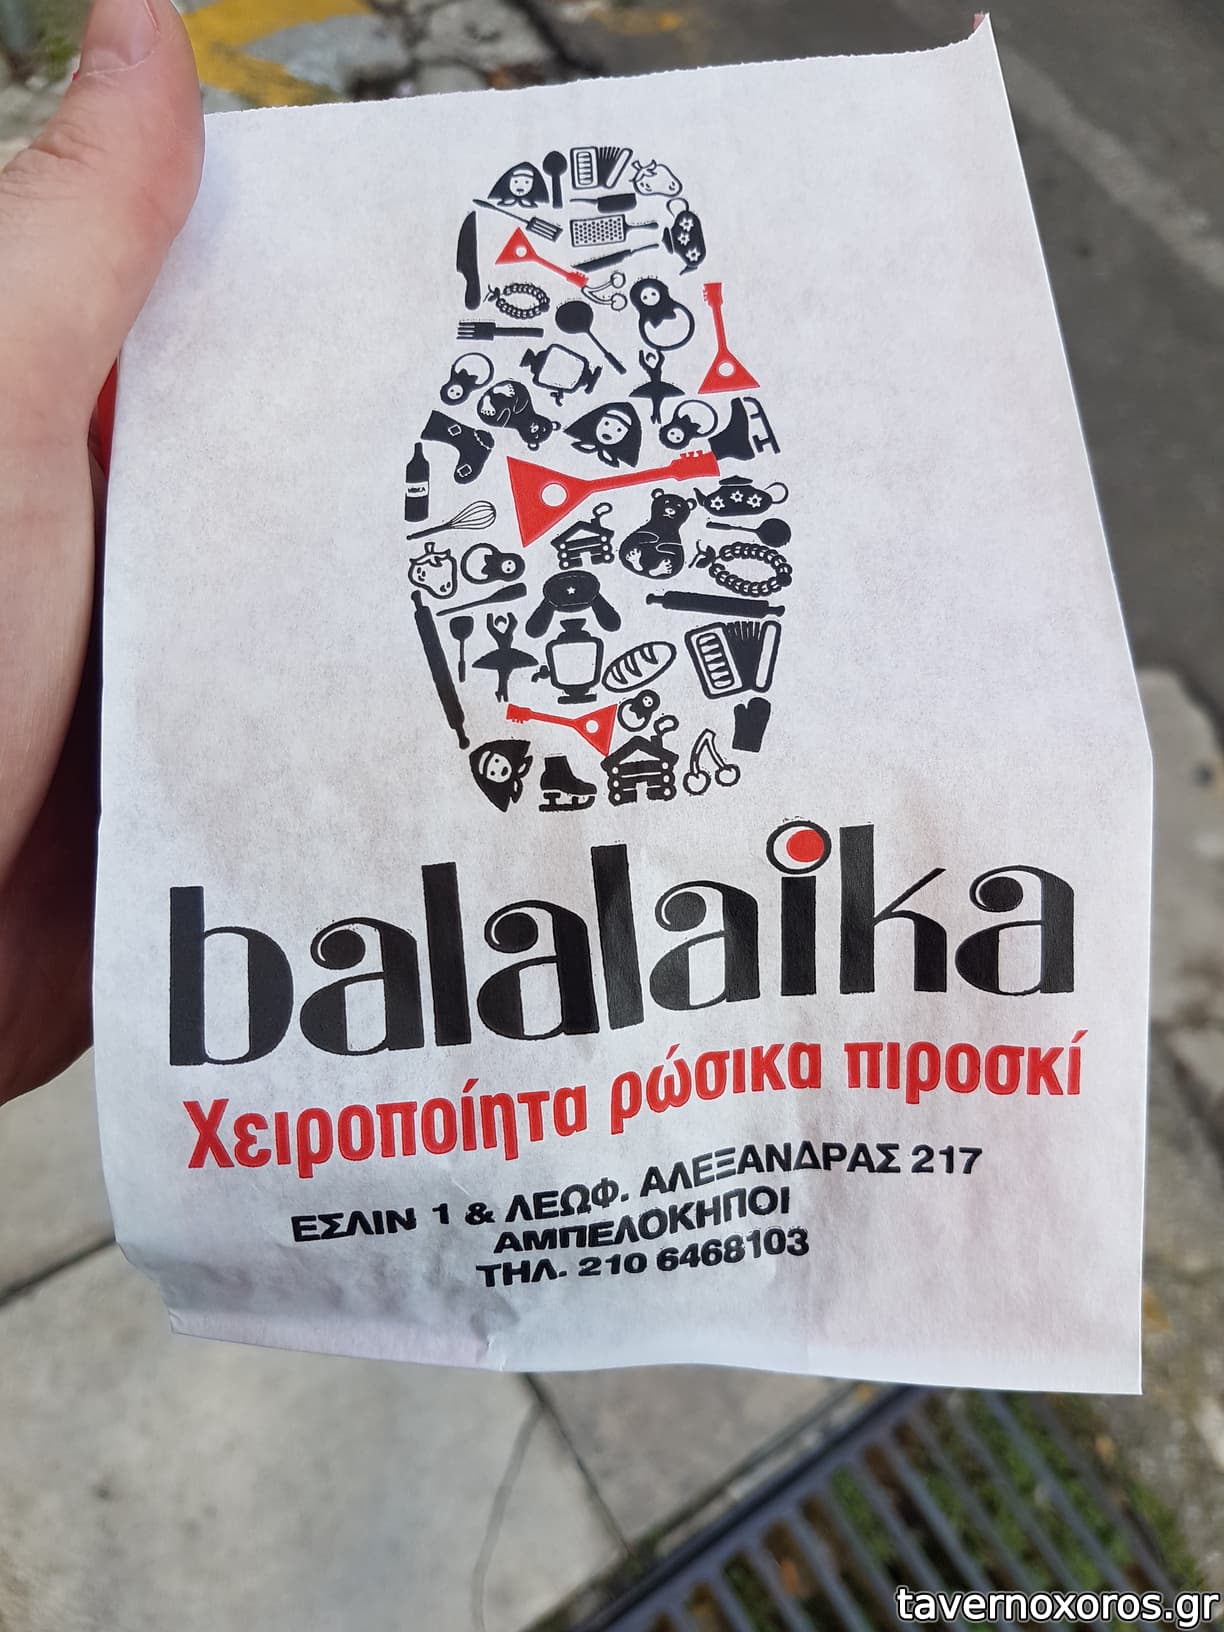 balalaika
Χειροποίητα ρώσικα πιροσκί
ΕΣΛΙΝ 1 & ΛΕΩΦ. ΑΛΕΞΑΝΔΡΑΣ 217
ΑΜΠΕΛΟΚΗΠΟΙ
ΤΗΛ. 210 6468103
tavernoxoros.gr